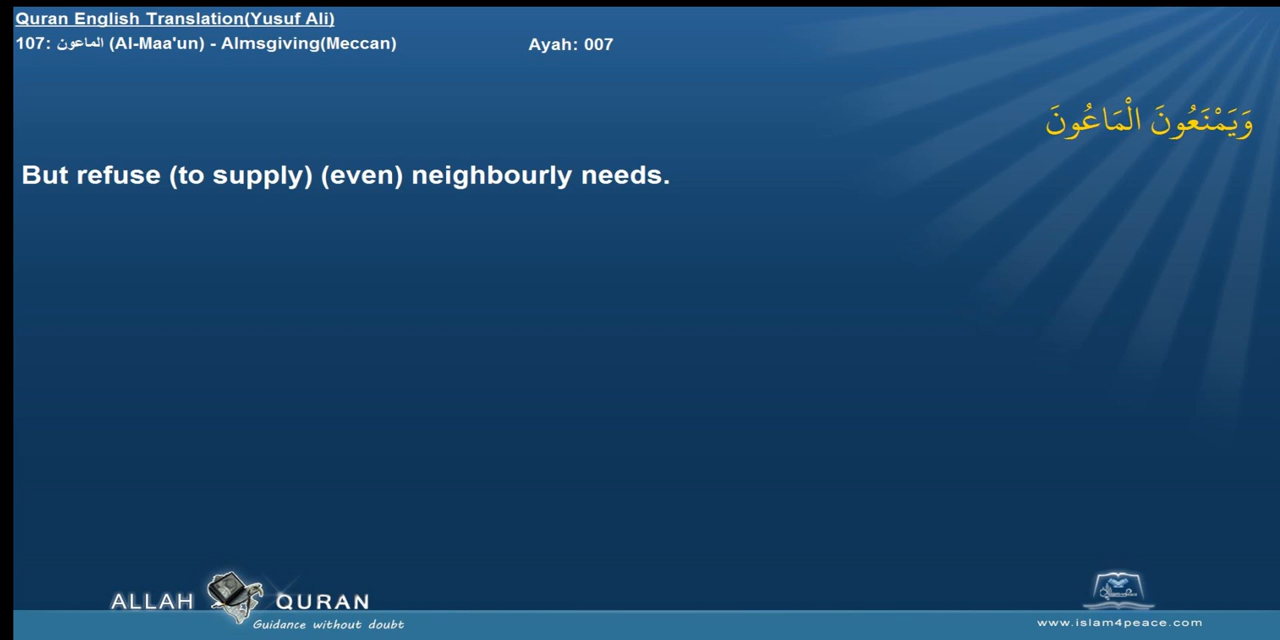 Quran English Translation(Yusuf Ali)
107: الماعون (Al-Maa'un) - Almsgiving(Meccan) Ayah: 007
وَيَمْنَعُونَ الْمَاعُونَ
But refuse (to supply) (even) neighbourly needs.
ALLAH QURAN
Guidance without doubt
www.islam4peace.com